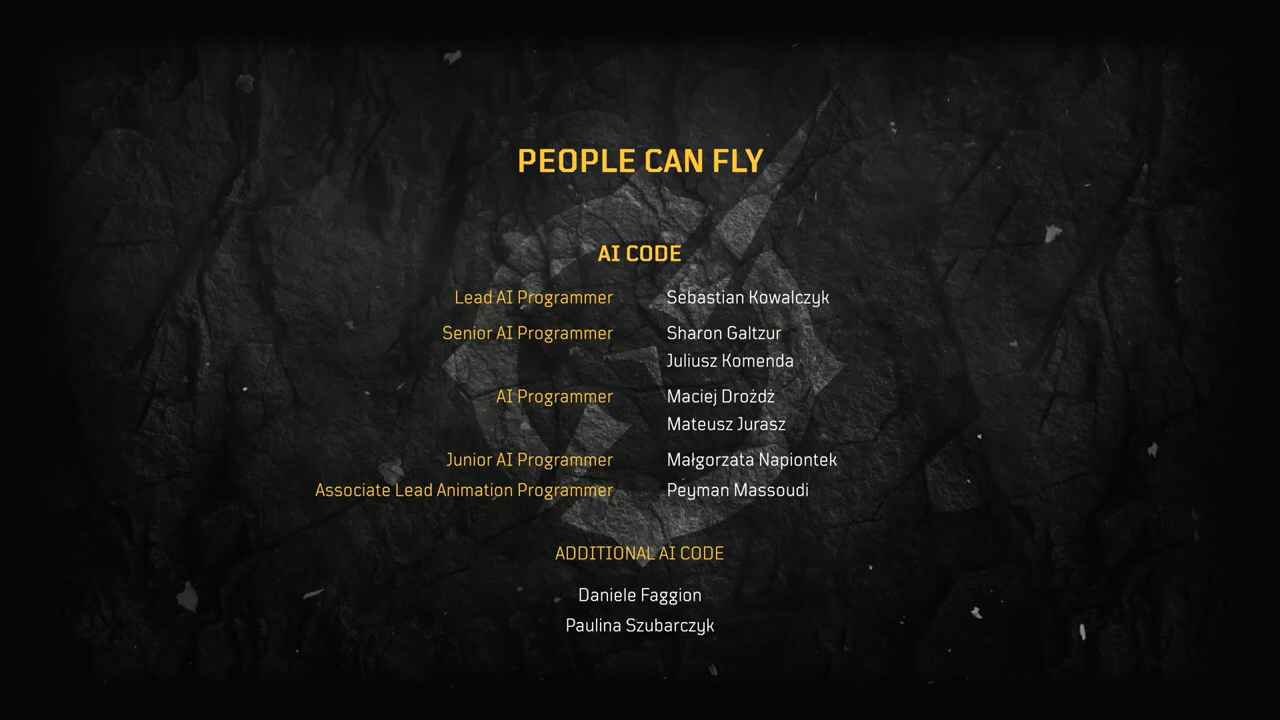 PEOPLE CAN FLY
AI CODE
Lead AI Programmer Sebastian Kowalczyk
Senior AI Programmer Sharon Galtzur
Juliusz Komenda
AI Programmer Maciej Drożdż
Mateusz Jurasz
Junior AI Programmer Małgorzata Napiontek
Associate Lead Animation Programmer Peyman Massoudi
ADDITIONAL AI CODE
Daniele Faggion
Paulina Szubarczyk